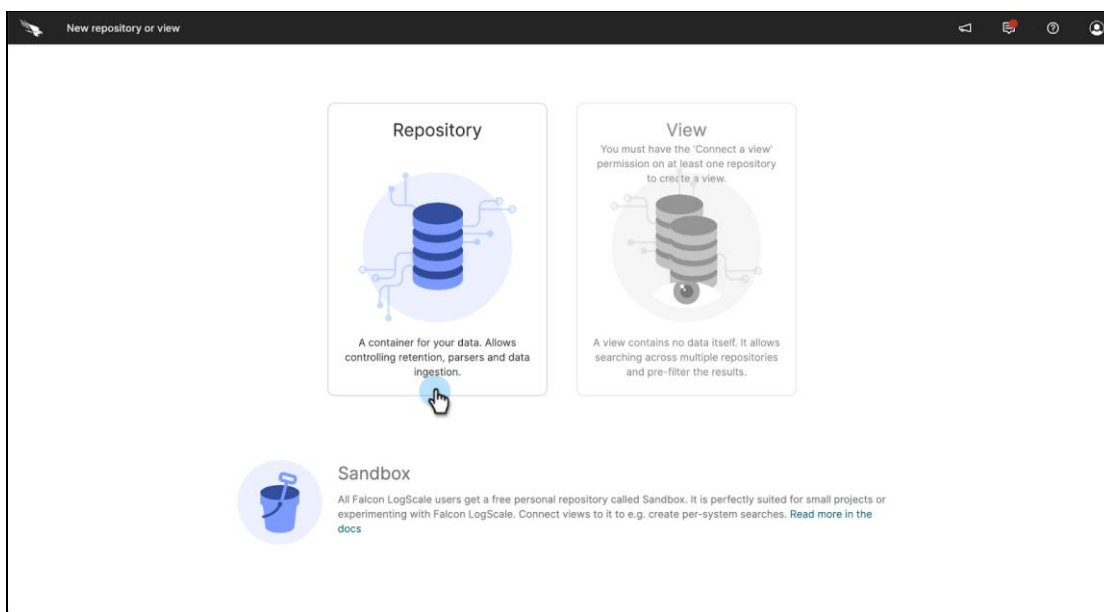 New repository or view
Repository
A container for your data. Allows
controlling retention, parsers and data
ingestion.
View
You must have the 'Connect a view'
permission on at least one repository
to create a view.
A view contains no data itself. It allows
searching across multiple repositories
and pre-filter the results.
Sandbox
All Falcon LogScale users get a free personal repository called Sandbox. It is perfectly suited for small projects or
experimenting with Falcon LogScale. Connect views to it to e.g. create per-system searches. Read more in the
docs